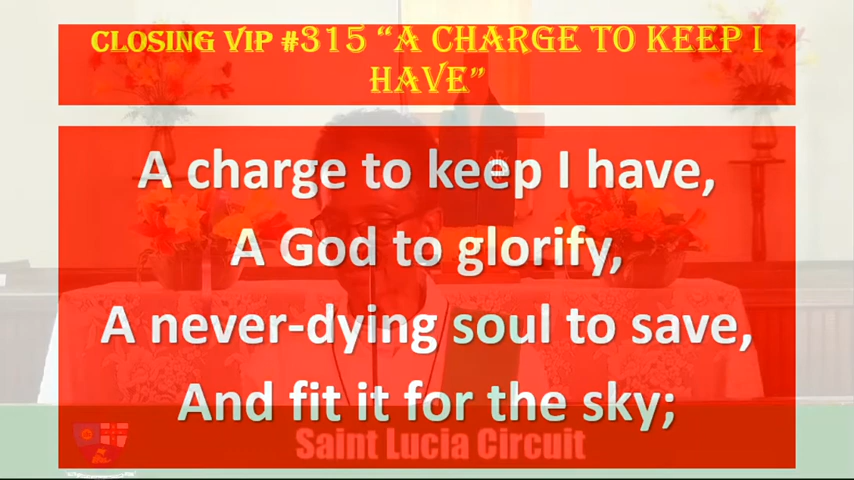 CLOSING VIP #315 “A CHARGE TO KEEP I
HAVE”
A charge to keep I have,
A God to glorify,
A never-dying soul to save,
And fit it for the sky;
Saint Lucia Circuit